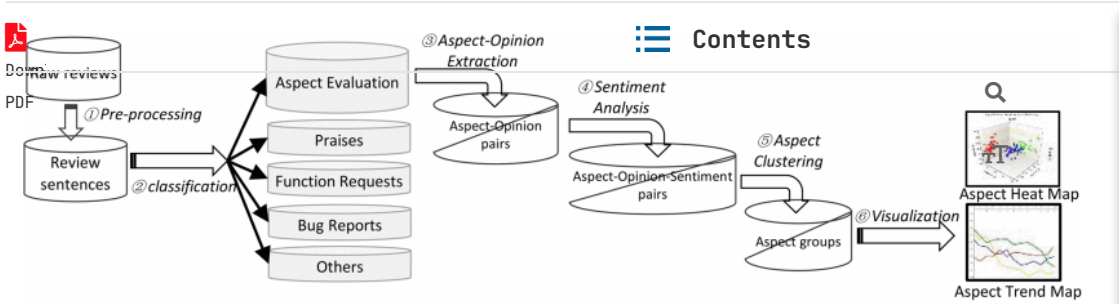 Contents
PDF
Raw reviews
①Pre-processing
Review
sentences
②classification
Aspect Evaluation
Praises
Function Requests
Bug Reports
Others
③Aspect-Opinion
Extraction
Aspect-Opinion
pairs
④Sentiment
Analysis
Aspect-Opinion-Sentiment
pairs
⑤Aspect
Clustering
Aspect groups
⑥Visualization
Aspect Heat Map
Aspect Trend Map